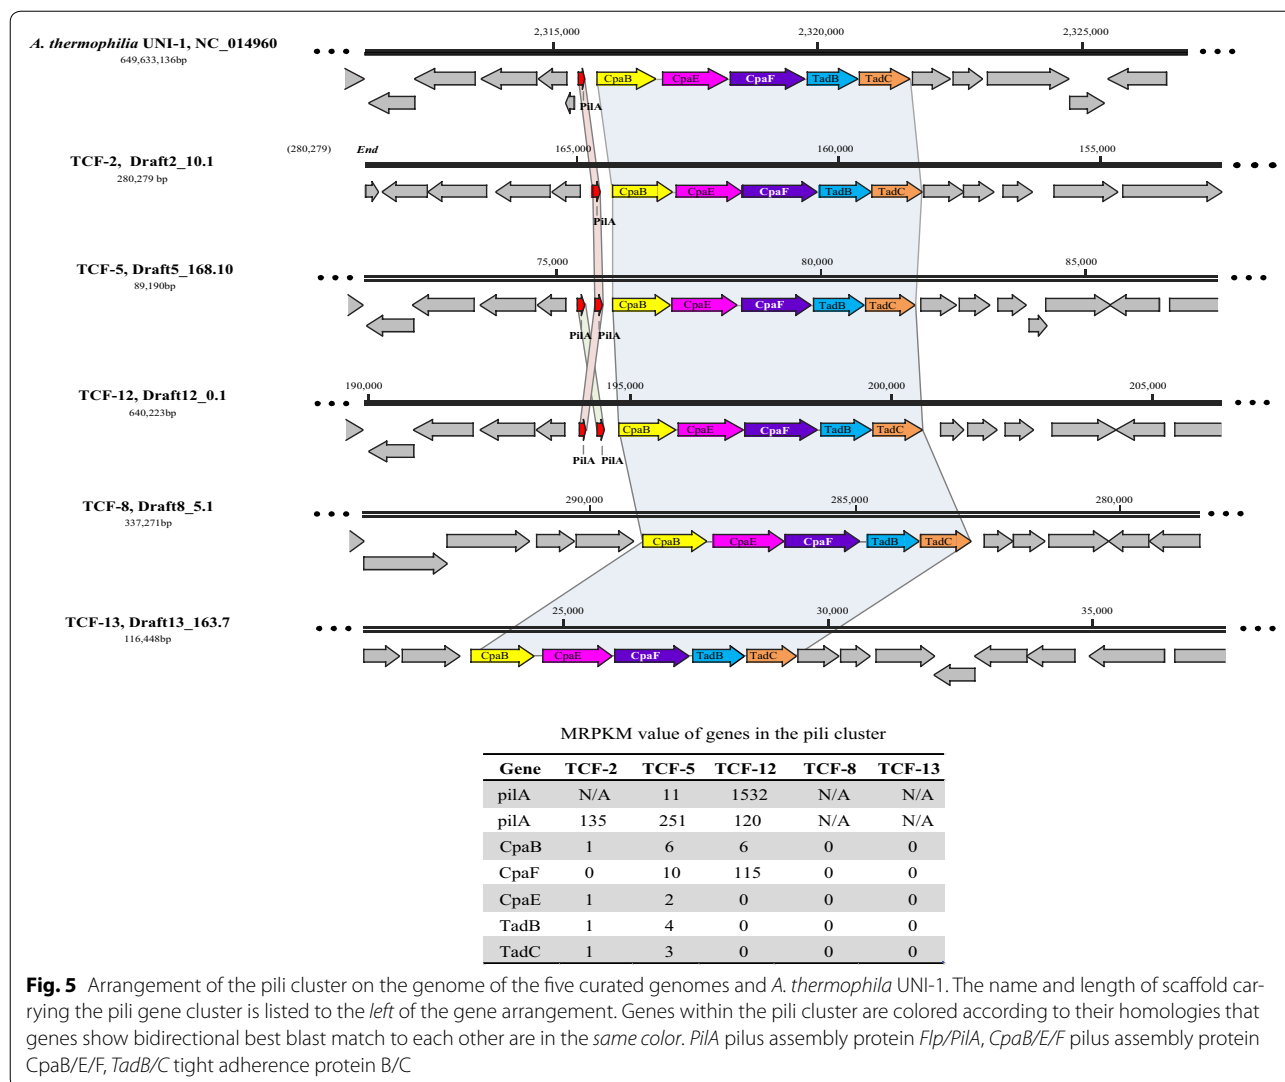 A. thermophilia UNI-1, NC_014960
649,633,136bp
2,315,000 2,320,000 2,325,000
CpaB CpaE CpaF TadB TadC
PilA
TCF-2, Draft2_10.1
280,279 bp
(280,279) End 165,000 160,000 155,000
CpaB CpaE CpaF TadB TadC
PilA
TCF-5, Draft5_168.10
89,190bp
75,000 80,000 85,000
CpaB CpaE CpaF TadB TadC
PilA PilA
TCF-12, Draft12_0.1
640,223bp
190,000 195,000 200,000 205,000
CpaB CpaE CpaF TadB TadC
PilA PilA
TCF-8, Draft8_5.1
337,271bp
290,000 285,000 280,000
CpaB CpaE CpaF TadB TadC
TCF-13, Draft13_163.7
116,448bp
25,000 30,000 35,000
CpaB CpaE CpaF TadB TadC
MRPKM value of genes in the pili cluster
Gene TCF-2 TCF-5 TCF-12 TCF-8 TCF-13
pilA N/A 11 1532 N/A N/A
pilA 135 251 120 N/A N/A
CpaB 1 6 6 0 0
CpaF 0 10 115 0 0
CpaE 1 2 0 0 0
TadB 1 4 0 0 0
TadC 1 3 0 0 0
Fig. 5 Arrangement of the pili cluster on the genome of the five curated genomes and A. thermophila UNI-1. The name and length of scaffold car-
rying the pili gene cluster is listed to the left of the gene arrangement. Genes within the pili cluster are colored according to their homologies that
genes show bidirectional best blast match to each other are in the same color. PilA pilus assembly protein Flp/PilA, CpaB/E/F pilus assembly protein
CpaB/E/F, TadB/C tight adherence protein B/C